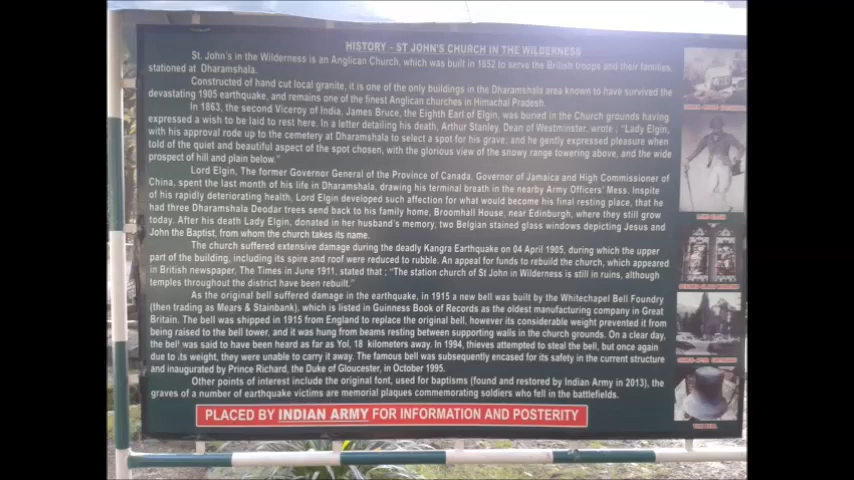 HISTORY - ST JOHN'S CHURCH IN THE WILDERNESS
St. John's in the Wilderness is an Anglican Church, which was built in 1852 to serve the British troops and their families,
stationed at Dharamshala.
Constructed of hand cut local granite, it is one of the only buildings in the Dharamshala area known to have survived the
devastating 1905 earthquake, and remains one of the finest Anglican churches in Himachal Pradesh.
In 1863, the second Viceroy of India, James Bruce, the Eighth Earl of Elgin, was buried in the Church grounds having
expressed a wish to be laid to rest here. In a letter detailing his death, Arthur Stanley, Dean of Westminster, wrote ; "Lady Elgin,
with his approval rode up to the cemetery at Dharamshala to select a spot for his grave; and he gently expressed pleasure when
told of the quiet and beautiful aspect of the spot chosen, with the glorious view of the snowy range towering above, and the wide
prospect of hill and plain below."
Lord Elgin, The former Governor General of the Province of Canada, Governor of Jamaica and High Commissioner of
China, spent the last month of his life in Dharamshala, drawing his terminal breath in the nearby Army Officers' Mess. Inspite
of his rapidly deteriorating health, Lord Elgin developed such affection for what would become his final resting place, that he
had three Dharamshala Deodar trees send back to his family home, Broomhall House, near Edinburgh, where they still grow
today. After his death Lady Elgin, donated in her husband's memory, two Belgian stained glass windows depicting Jesus and
John the Baptist, from whom the church takes its name.
The church suffered extensive damage during the deadly Kangra Earthquake on 04 April 1905, during which the upper
part of the building, including its spire and roof were reduced to rubble. An appeal for funds to rebuild the church, which appeared
in British newspaper, The Times in June 1911, stated that ; "The station church of St John in Wilderness is still in ruins, although
temples throughout the district have been rebuilt."
As the original bell suffered damage in the earthquake, in 1915 a new bell was built by the Whitechapel Bell Foundry
(then trading as Mears & Stainbank), which is listed in Guinness Book of Records as the oldest manufacturing company in Great
Britain. The bell was shipped in 1915 from England to replace the original bell, however its considerable weight prevented it from
being raised to the bell tower, and it was hung from beams resting between supporting walls in the church grounds. On a clear day,
the bell' was said to have been heard as far as Yol, 18 kilometers away. In 1994, thieves attempted to steal the bell, but once again
due to its weight, they were unable to carry it away. The famous bell was subsequently encased for its safety in the current structure
and inaugurated by Prince Richard, the Duke of Gloucester, in October 1995.
Other points of interest include the original font, used for baptisms (found and restored by Indian Army in 2013), the
graves of a number of earthquake victims are memorial plaques commemorating soldiers who fell in the battlefields.
PLACED BY INDIAN ARMY FOR INFORMATION AND POSTERITY